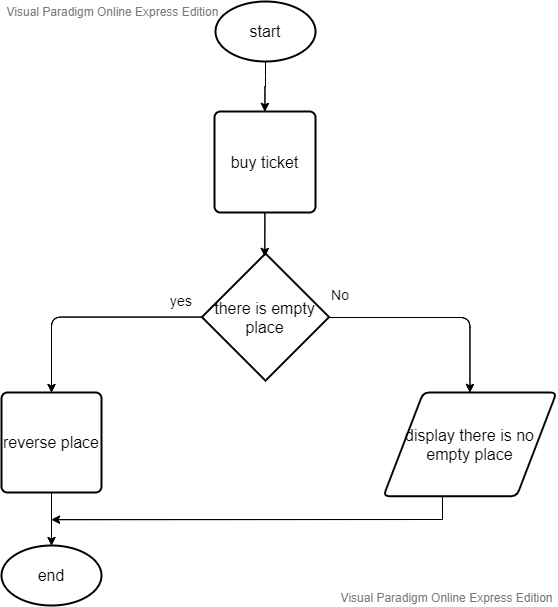 Visual Paradigm Online Express Edition
start
buy ticket
there is empty
place
yes
No
reverse place
display there is no
empty place
end
Visual Paradigm Online Express Edition